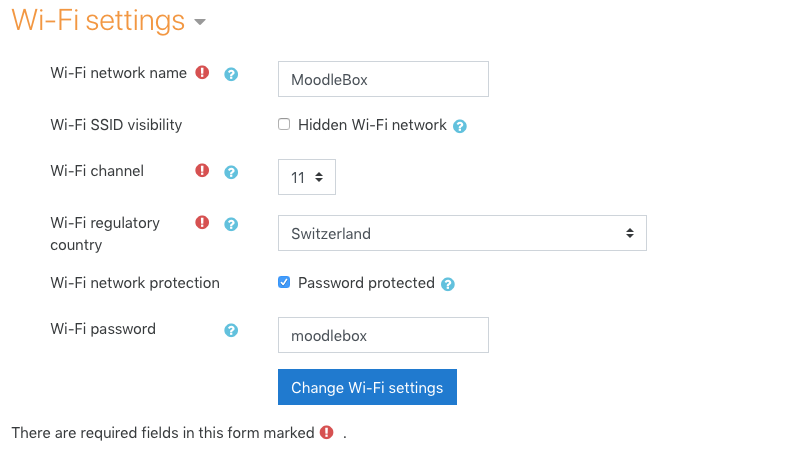 Wi-Fi settings
Wi-Fi network name ! ? MoodleBox
Wi-Fi SSID visibility Hidden Wi-Fi network ?
Wi-Fi channel ! ? 11
Wi-Fi regulatory
country ! ? Switzerland
Wi-Fi network protection Password protected ?
Wi-Fi password ? moodlebox
Change Wi-Fi settings
There are required fields in this form marked ! .